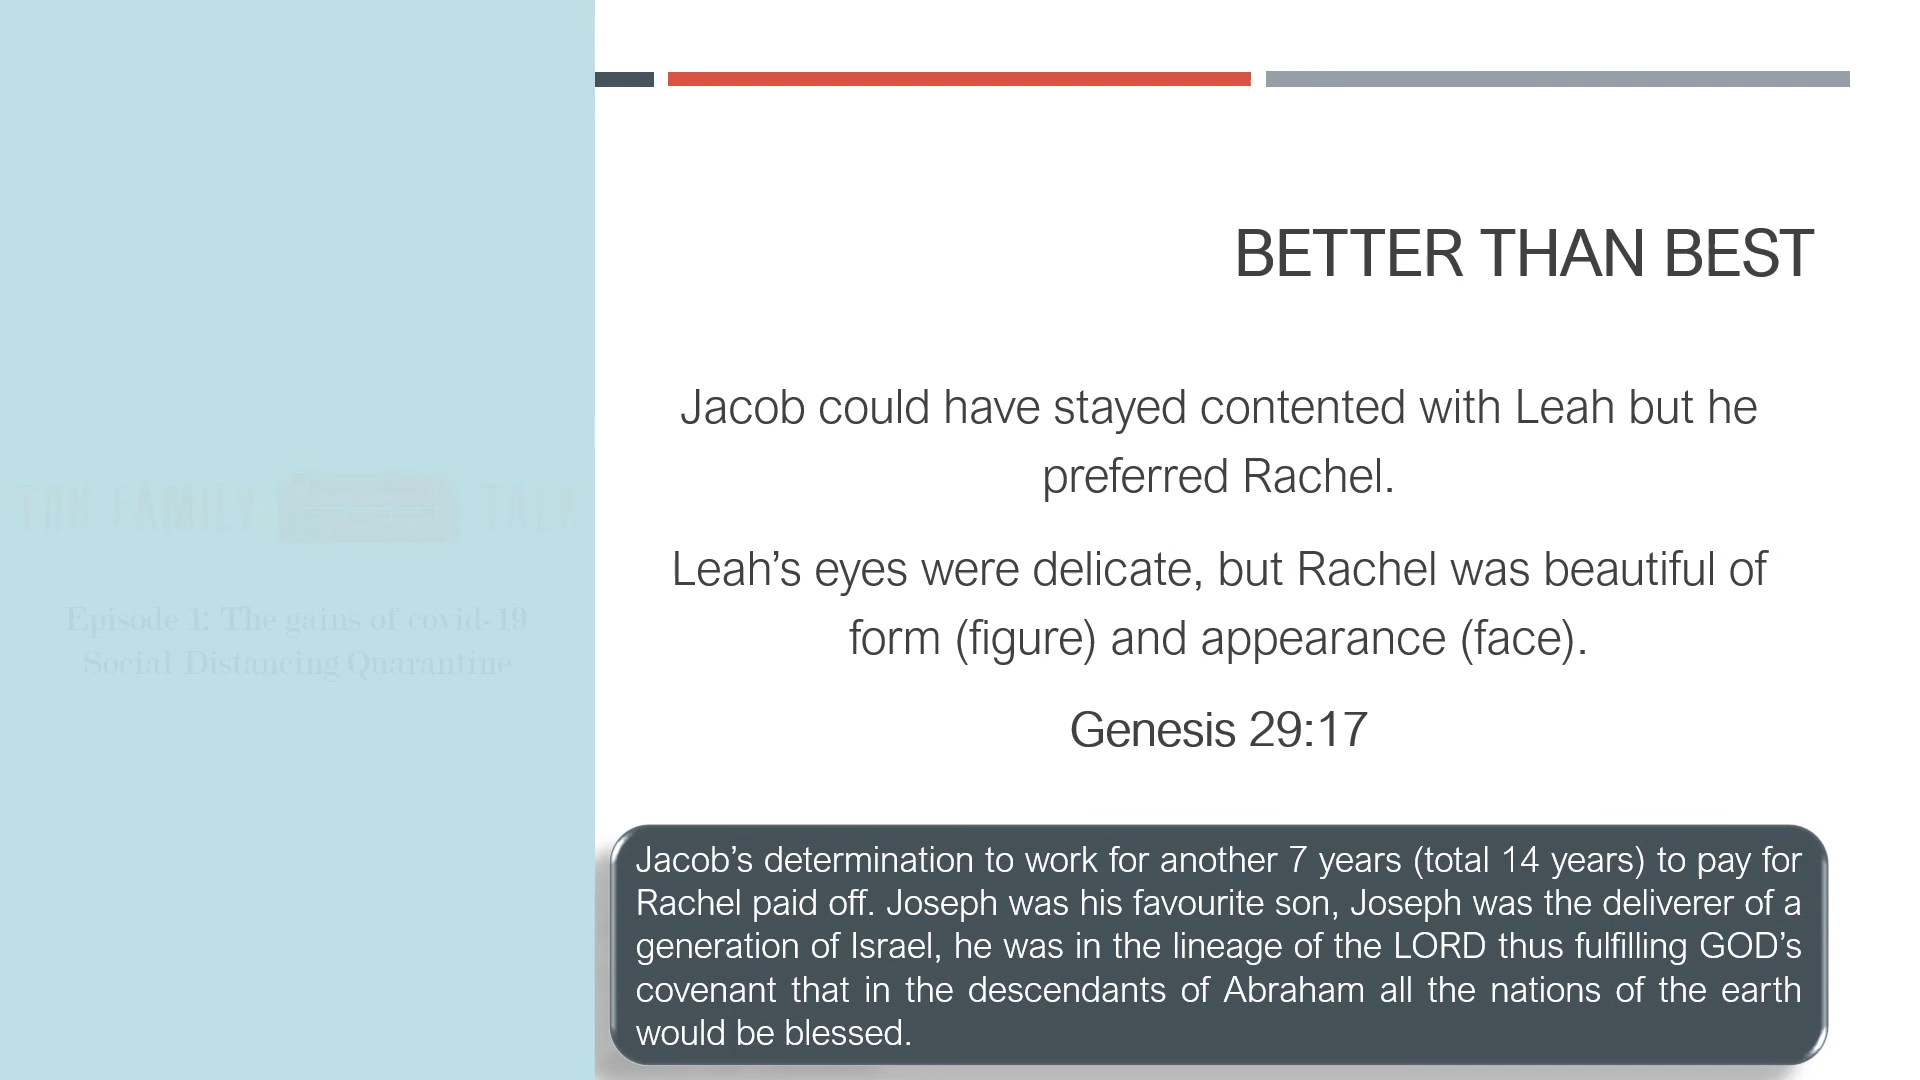 BETTER THAN BEST
Jacob could have stayed contented with Leah but he
preferred Rachel.
Leah’s eyes were delicate, but Rachel was beautiful of
form (figure) and appearance (face).
Genesis 29:17
Jacob’s determination to work for another 7 years (total 14 years) to pay for
Rachel paid off. Joseph was his favourite son, Joseph was the deliverer of a
generation of Israel, he was in the lineage of the LORD thus fulfilling GOD’s
covenant that in the descendants of Abraham all the nations of the earth
would be blessed.
FAMILY TALK
Episode 1: The gains of covid-19
Social Distancing Quarantine